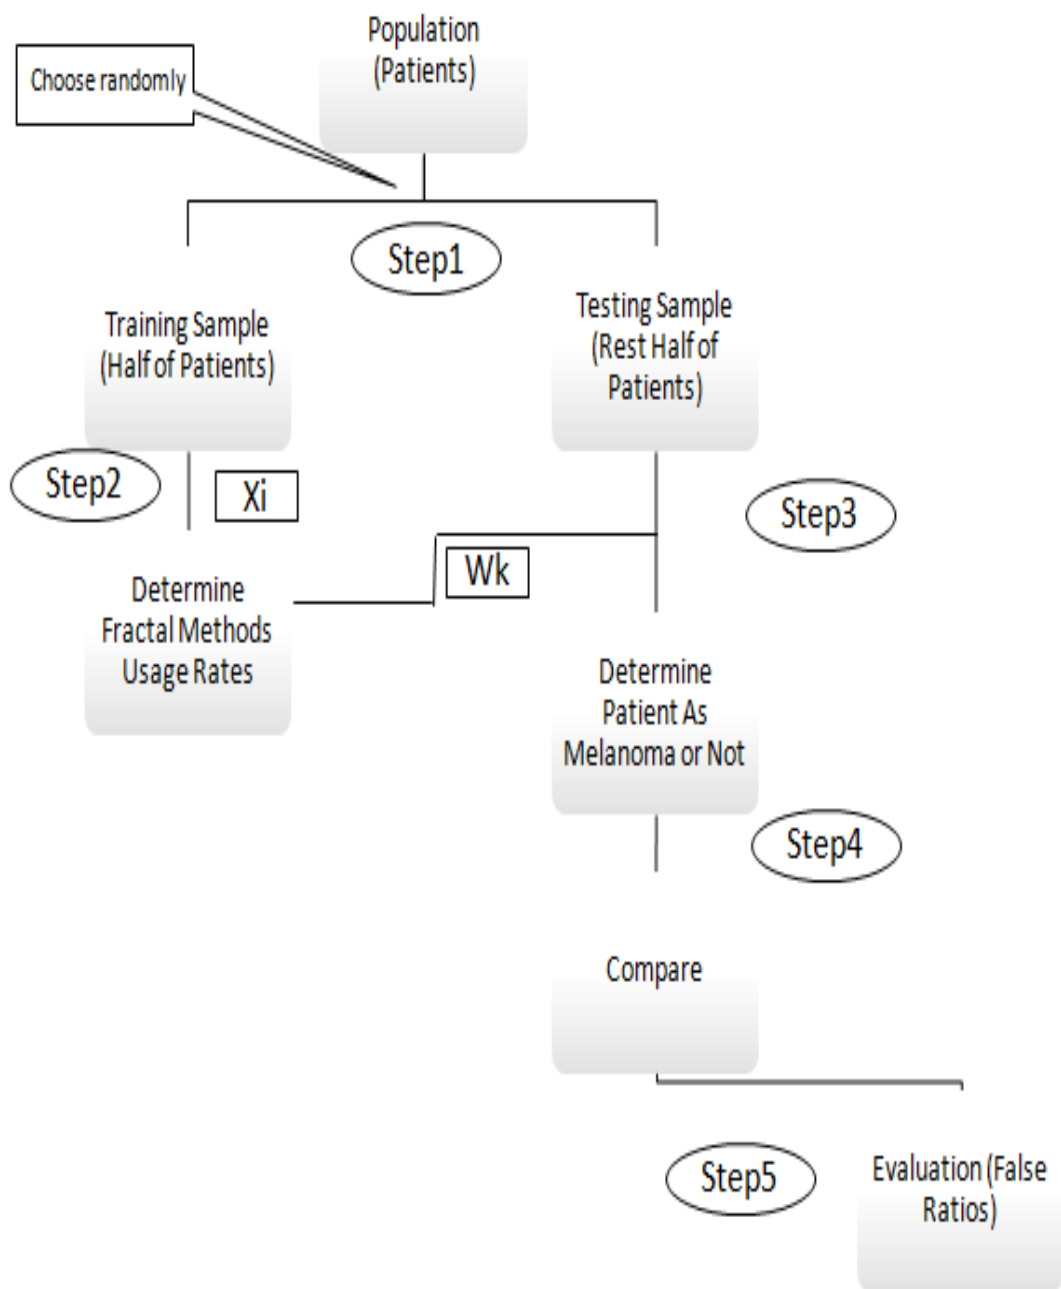 Population
(Patients)
Choose randomly
Step1
Training Sample
(Half of Patients)
Testing Sample
(Rest Half of
Patients)
Step2
Xi
Step3
Wk
Determine
Fractal Methods
Usage Rates
Determine
Patient As
Melanoma or Not
Step4
Compare
Step5
Evaluation (False
Ratios)